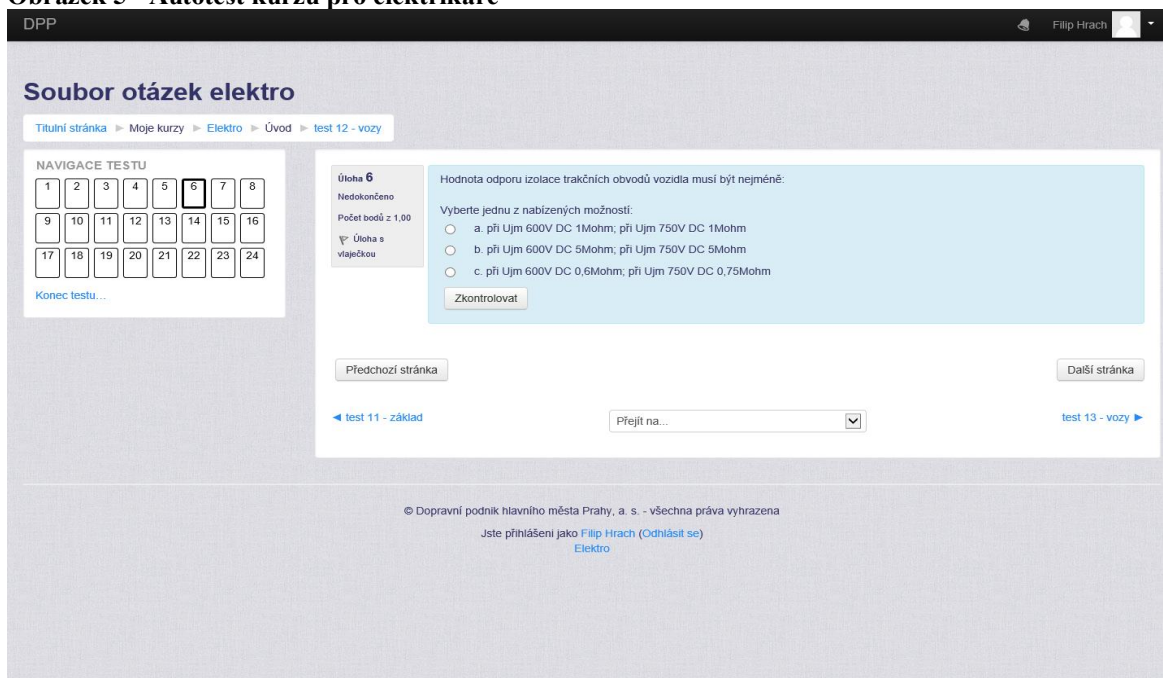 Obrázek 5 - Autotest kurzu pro elektrikáře
DPP
Filip Hrach
Soubor otázek elektro
Titulní stránka ► Moje kurzy ► Elektro ► Úvod ► test 12 - vozy
NAVIGACE TESTU
1 2 3 4 5 6 7 8
9 10 11 12 13 14 15 16
17 18 19 20 21 22 23 24
Konec testu...
Úloha 6
Nedokončeno
Počet bodů z 1,00
Úloha s
vlaječkou
Hodnota odporu izolace trakčních obvodů vozidla musí být nejméně:
Vyberte jednu z nabízených možností:
a. při Ujm 600V DC 1Mohm; při Ujm 750V DC 1Mohm
b. při Ujm 600V DC 5Mohm; při Ujm 750V DC 5Mohm
c. při Ujm 600V DC 0,6Mohm; při Ujm 750V DC 0,75Mohm
Zkontrolovat
Předchozí stránka
Další stránka
◄ test 11 - základ
Přejít na...
test 13 - vozy ►
© Dopravní podnik hlavního města Prahy, a. s. - všechna práva vyhrazena
Jste přihlášeni jako Filip Hrach (Odhlásit se)
Elektro